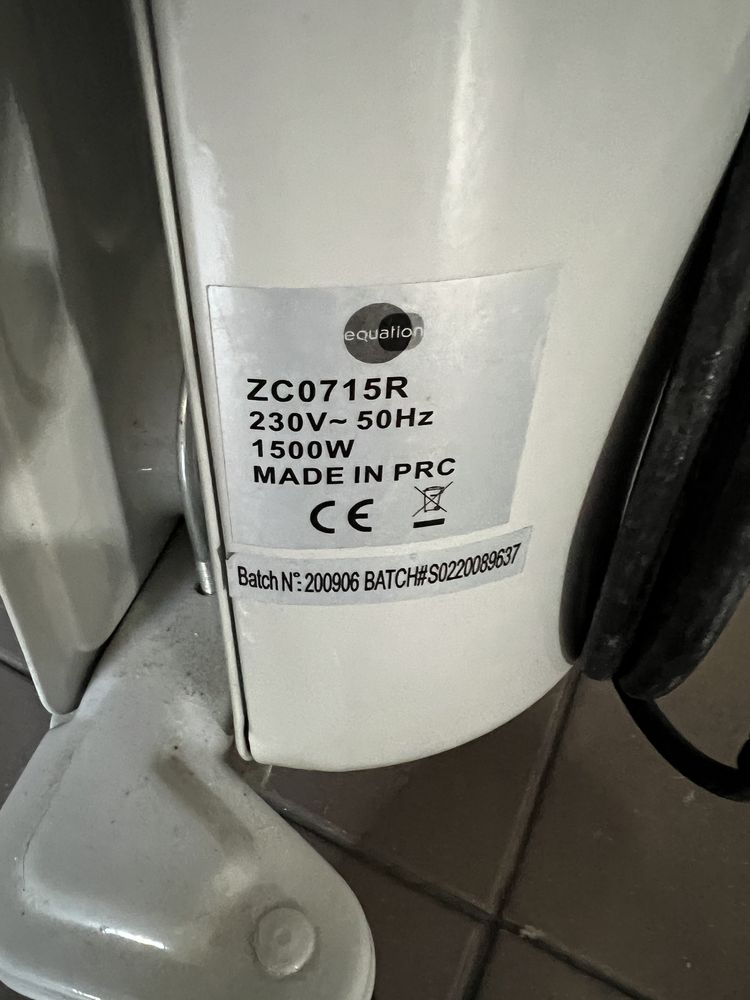 equation
ZC0715R
230V~ 50Hz
1500W
MADE IN PRC
CE
Batch N°: 200906 BATCH#S0220089637